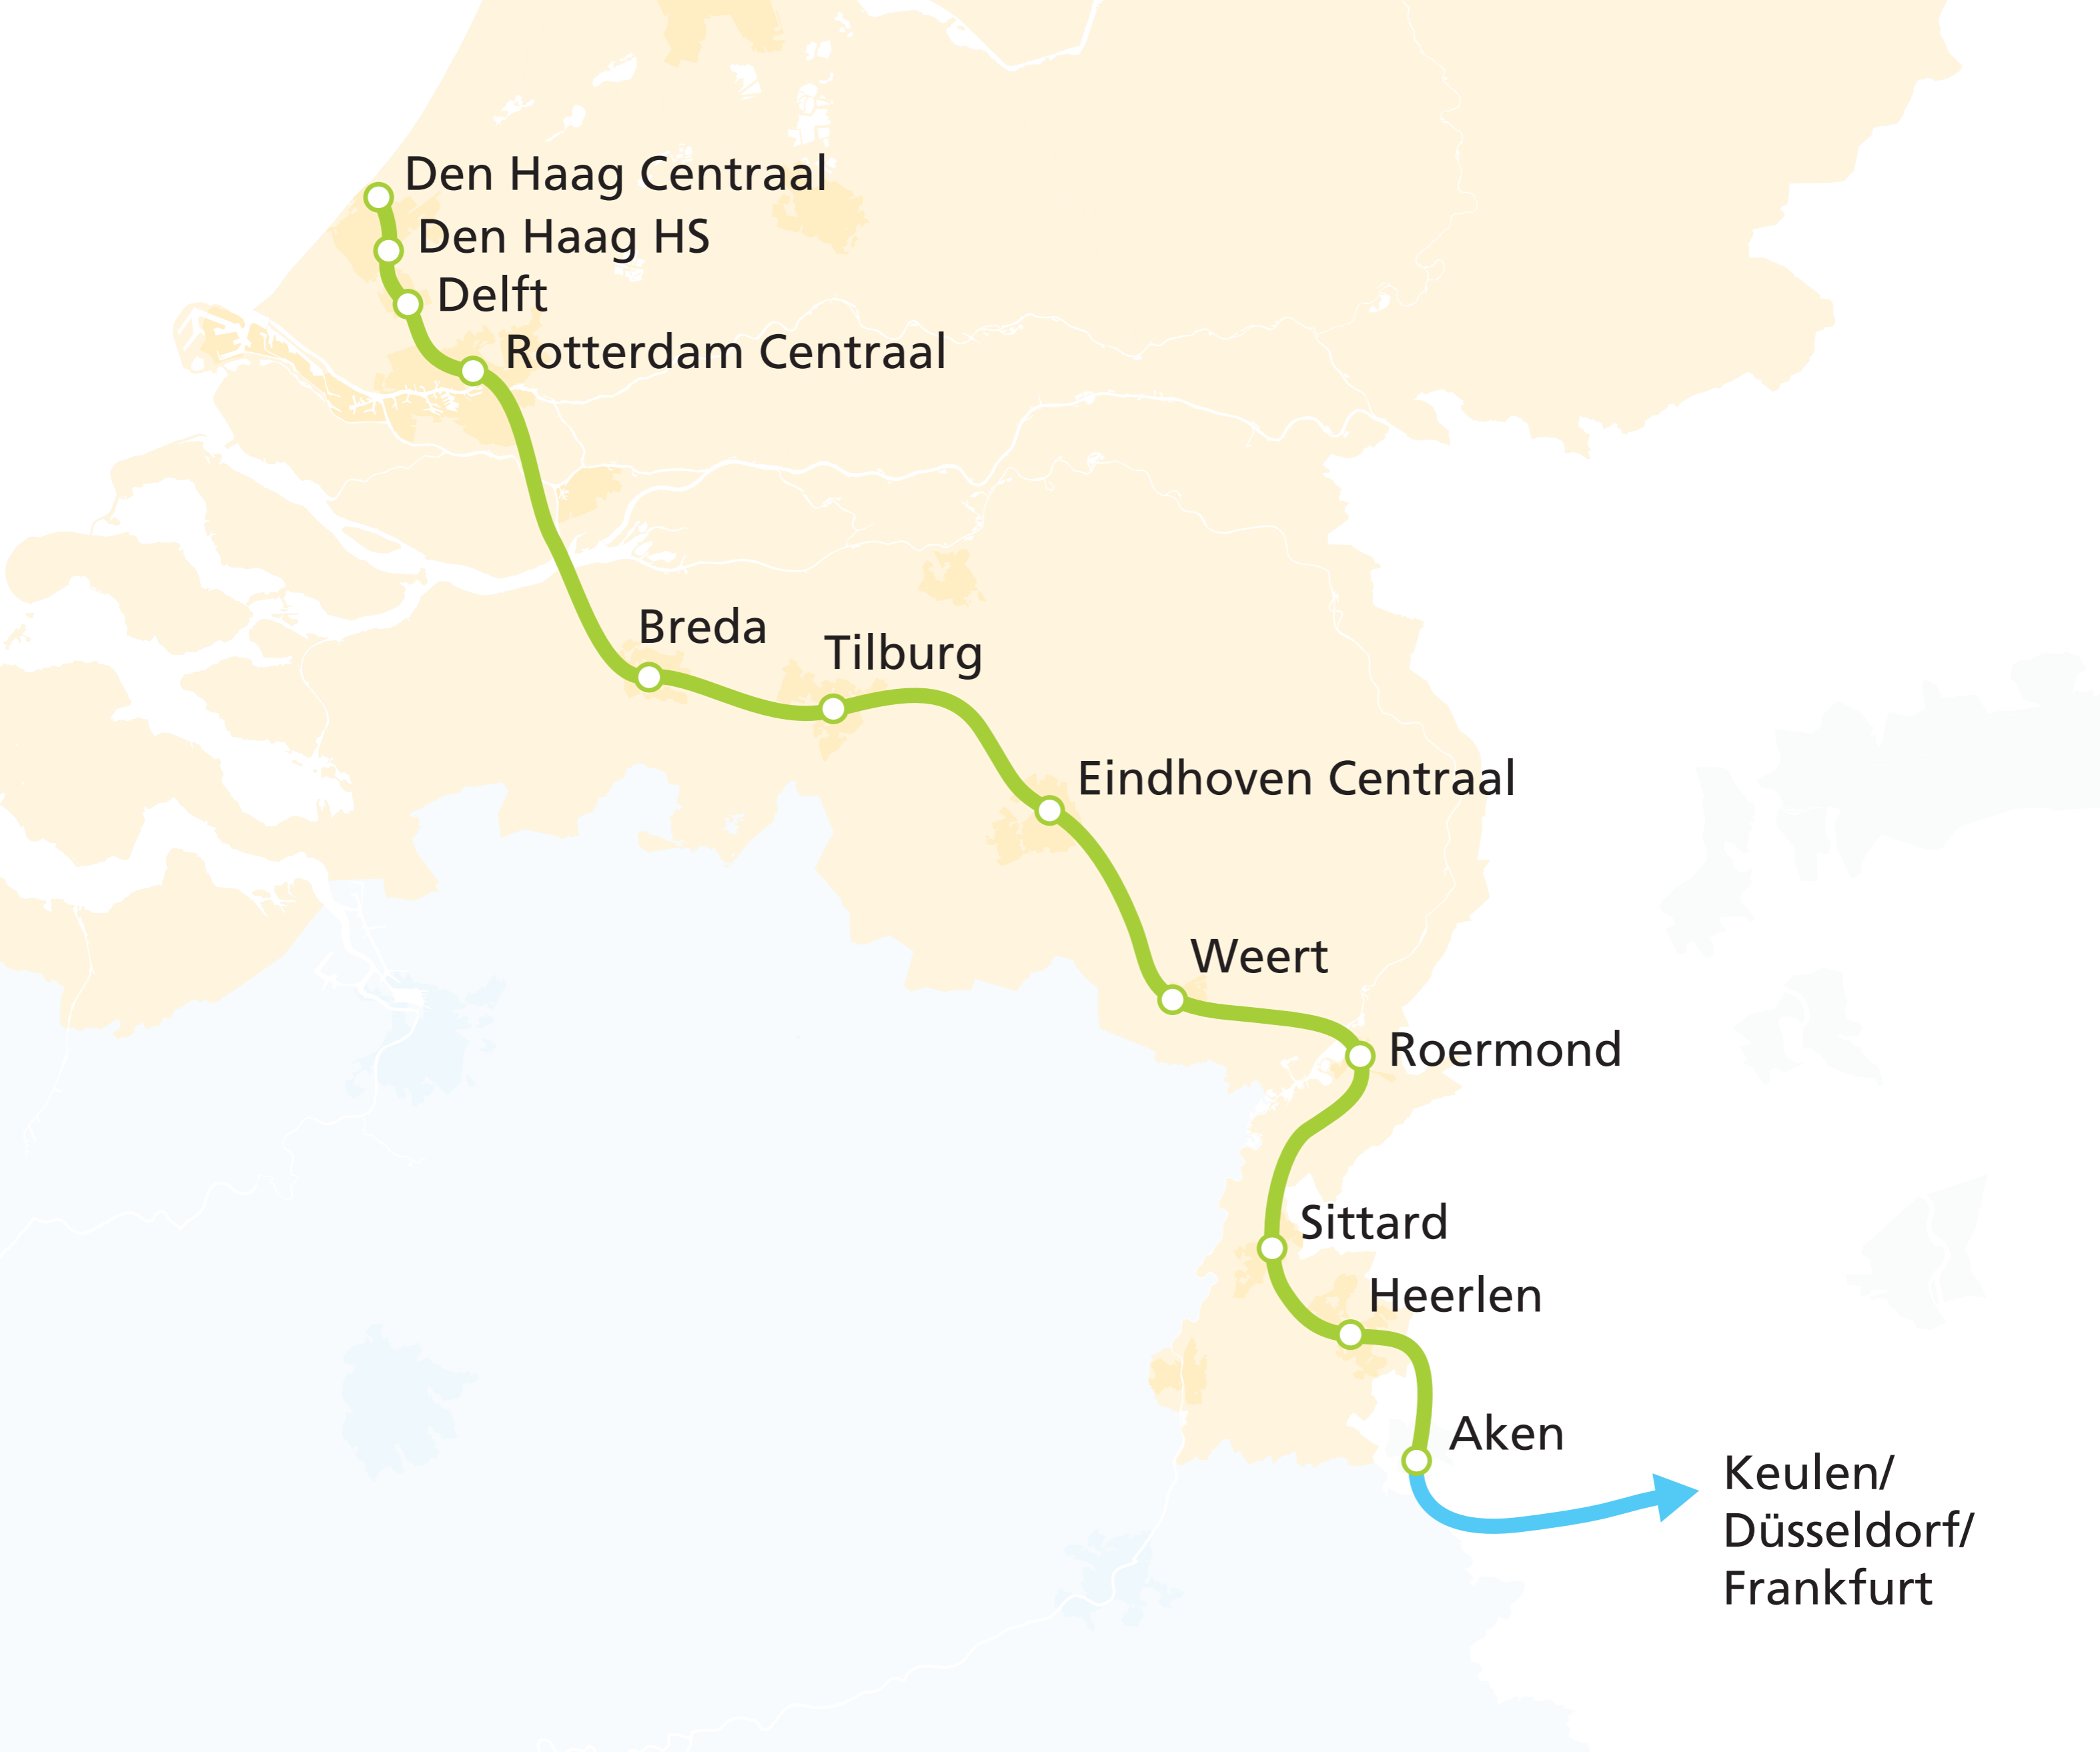 Den Haag Centraal
Den Haag HS
Delft
Rotterdam Centraal
Breda
Tilburg
Eindhoven Centraal
Weert
Roermond
Sittard
Heerlen
Aken
Keulen/
Düsseldorf/
Frankfurt